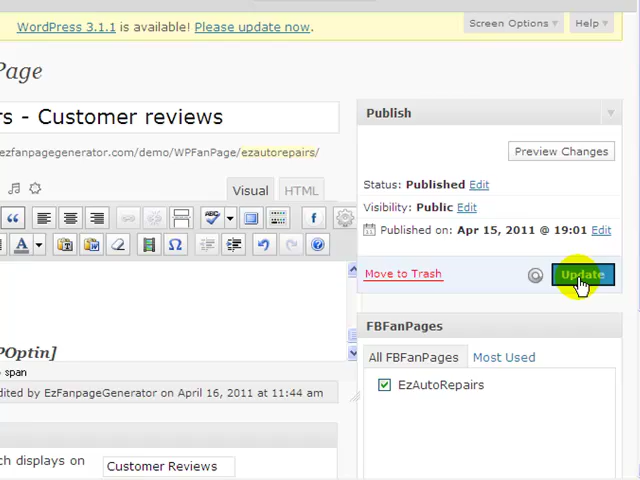 WordPress 3.1.1 is available! Please update now.
Screen Options
Help
Page
rs - Customer reviews
ezfanpagegenerator.com/demo/WPFanPage/ezautorepairs/
Visual
HTML
POptin]
span
dited by EzFanpageGenerator on April 16, 2011 at 11:44 am
ch displays on
Customer Reviews
Publish
Preview Changes
Status: Published Edit
Visibility: Public Edit
Published on: Apr 15, 2011 @ 19:01 Edit
Move to Trash
Update
FBFanPages
All FBFanPages
Most Used
EzAutoRepairs